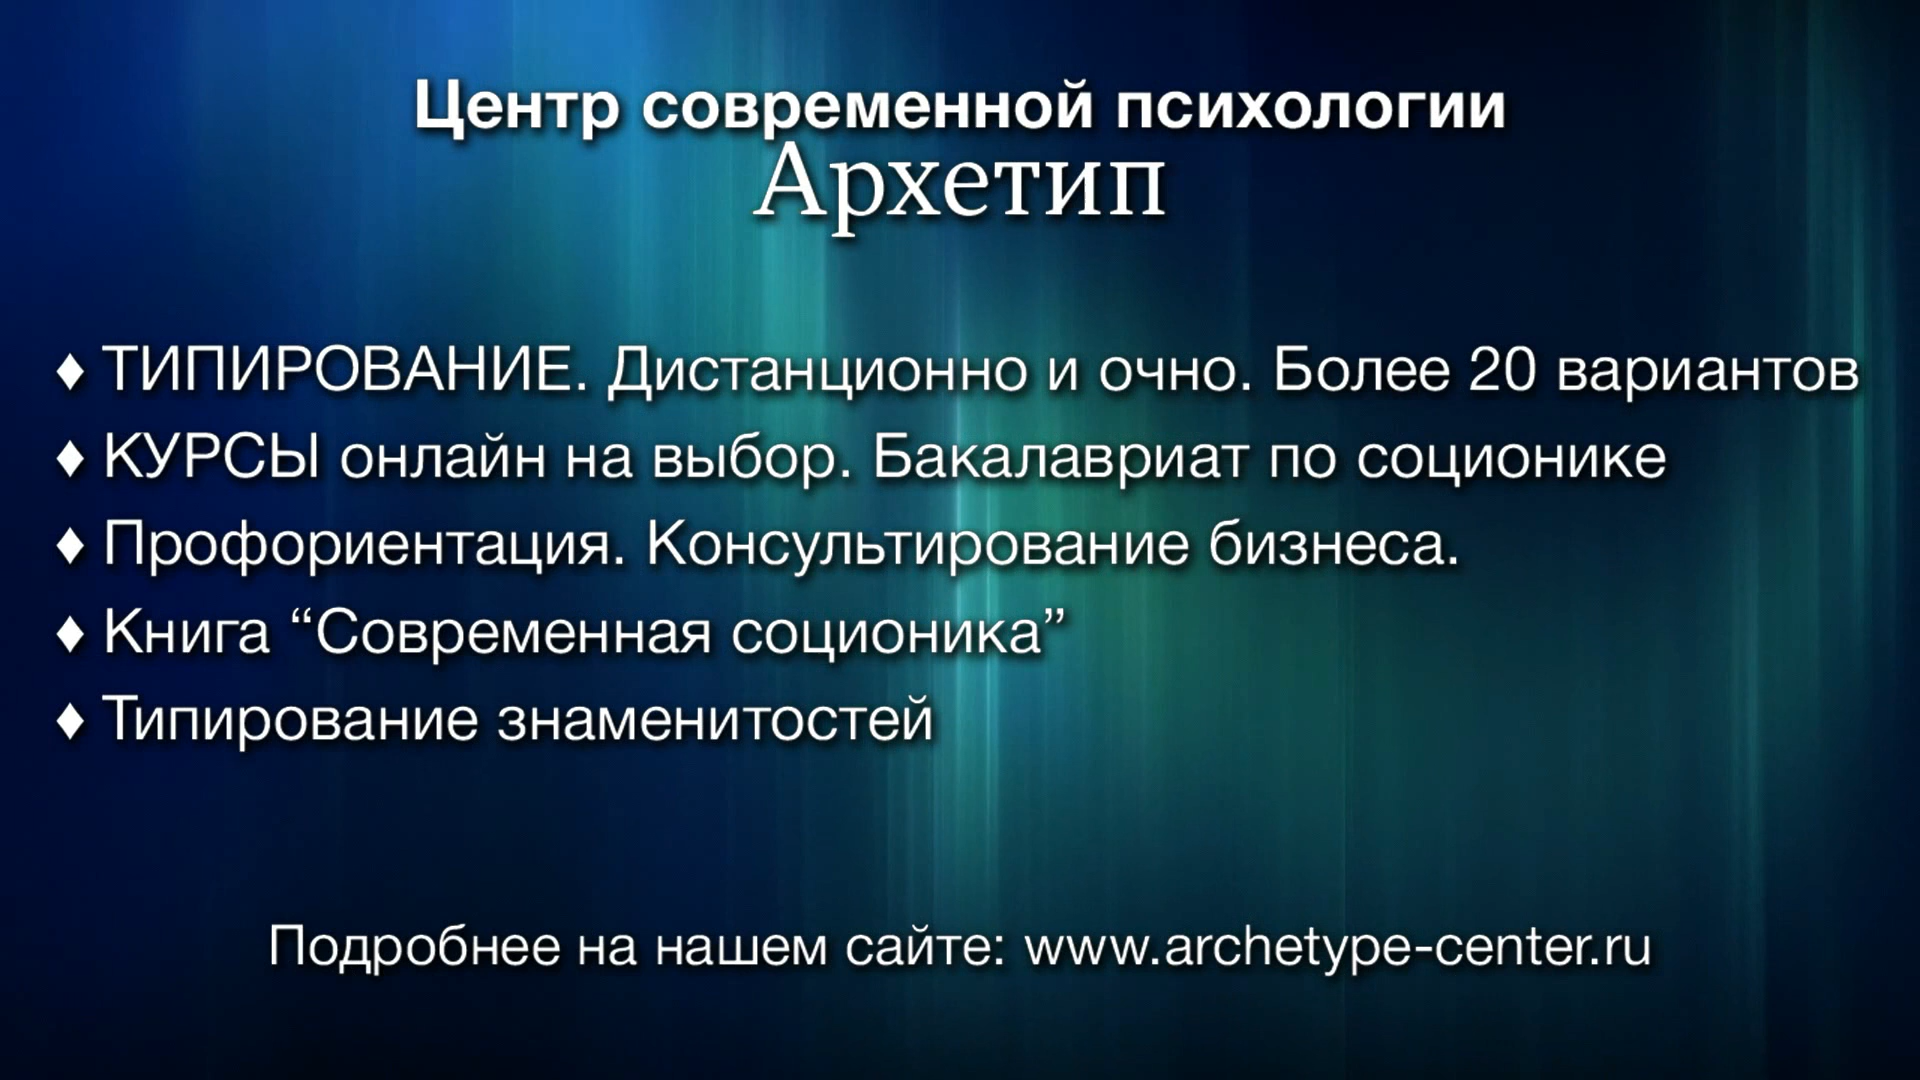 Центр современной психологии
Архетип
♦ ТИПИРОВАНИЕ. Дистанционно и очно. Более 20 вариантов
♦ КУРСЫ онлайн на выбор. Бакалавриат по соционике
♦ Профориентация. Консультирование бизнеса.
♦ Книга “Современная соционика”
♦ Типирование знаменитостей
Подробнее на нашем сайте: www.archetype-center.ru